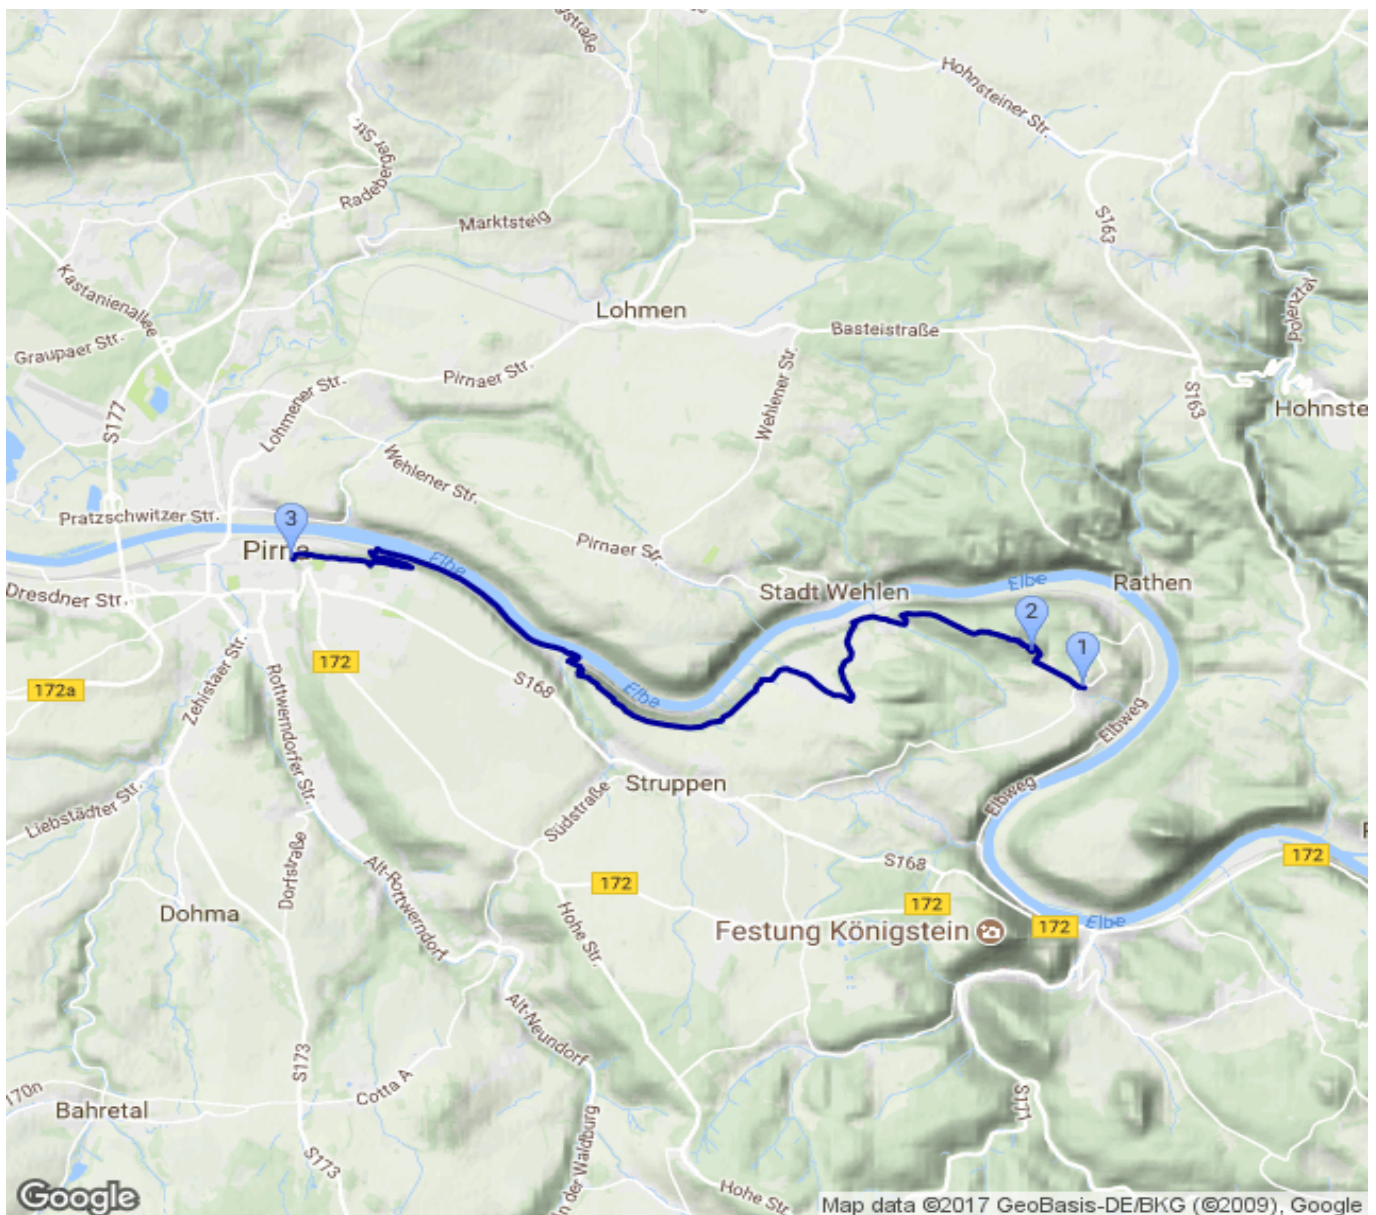 Radeberger Str.
Hohnsteiner Str.
Marktsteig
S163
Kastanienallee
Polenztal
Lohmen
Basteistraße
Graupaer Str.
Pirnaer Str.
Lohmener Str.
Wehlener Str.
S177
S163
Hohnste
Wehlener Str.
Pratzschwitzer Str.
3
Pirna
Elbe
Pirnaer Str.
Dresdner Str.
Stadt Wehlen
Elbe
Rathen
2
1
172
172a
Zehistaer Str.
Rottwerndorfer Str.
S168
Elbe
Elbweg
Struppen
Elbweg
Liebstädter Str.
Südstraße
S168
172
Dorfstraße
Alt-Rottwerndorf
172
172
Dohma
Hohe Str.
Festung Königstein
172
Elbe
Alt-Neundorf
S173
Cotta A
S171
170n
Bahretal
S173
Hohe Str.
Google
Map data ©2017 GeoBasis-DE/BKG (©2009), Google